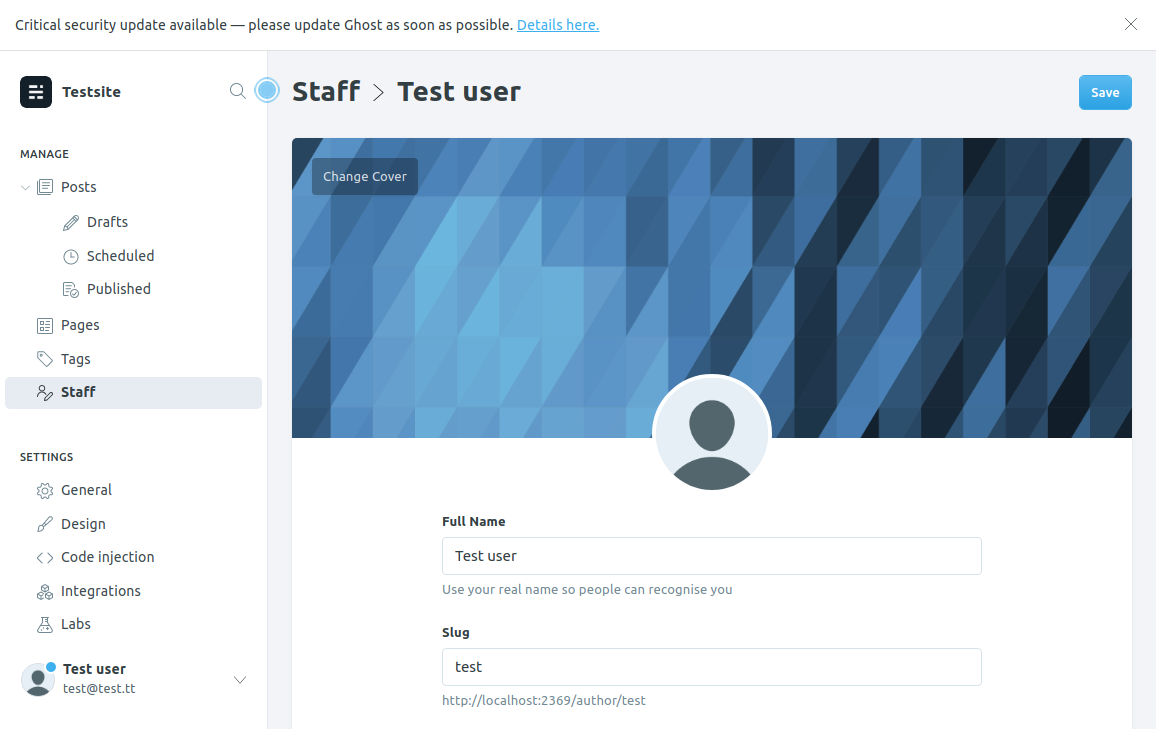 Critical security update available — please update Ghost as soon as possible. Details here.
Testsite
Staff > Test user
Save
MANAGE
Posts
Drafts
Scheduled
Published
Pages
Tags
Staff
SETTINGS
General
Design
Code injection
Integrations
Labs
Test user
test@test.tt
Change Cover
Full Name
Test user
Use your real name so people can recognise you
Slug
test
http://localhost:2369/author/test